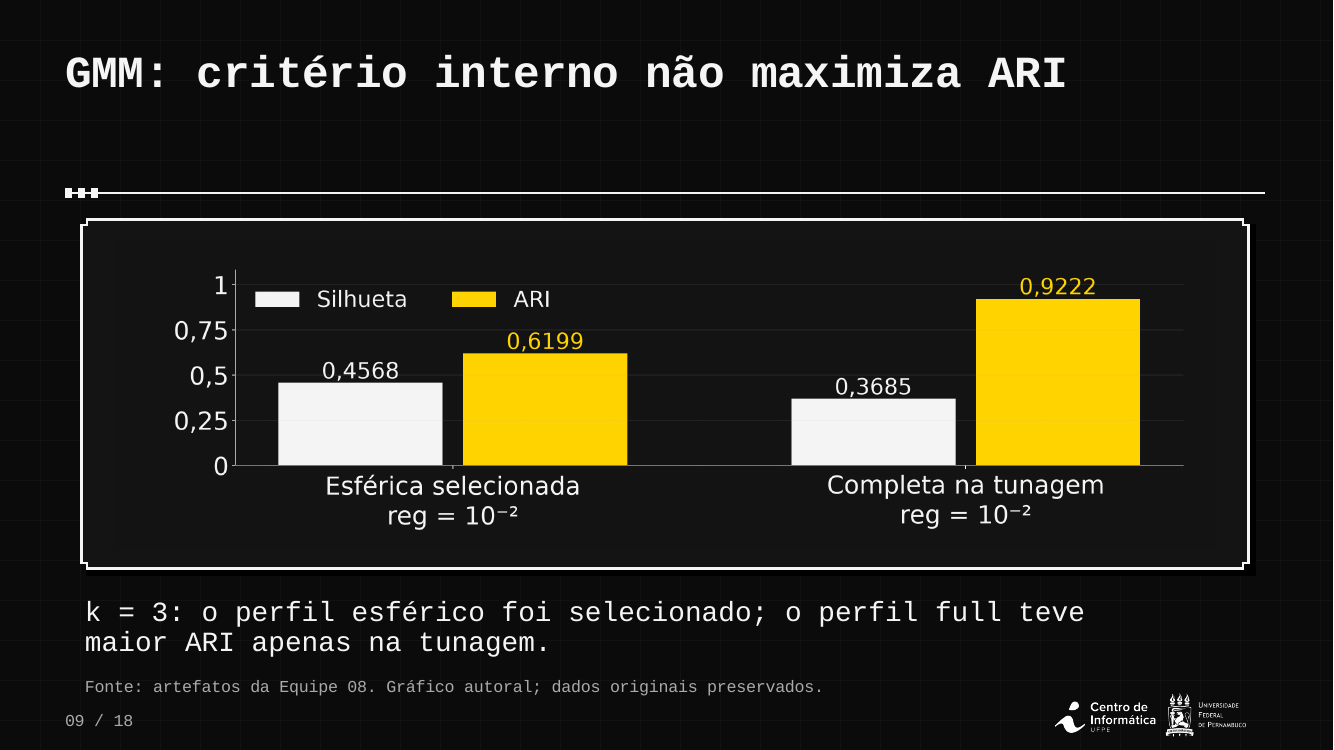 GMM: critério interno não maximiza ARI
Silhueta
ARI
1
0,75
0,5
0,25
0
0,4568
0,6199
0,3685
0,9222
Esférica selecionada
reg = 10⁻²
Completa na tunagem
reg = 10⁻²
k = 3: o perfil esférico foi selecionado; o perfil full teve
maior ARI apenas na tunagem.
Fonte: artefatos da Equipe 08. Gráfico autoral; dados originais preservados.
09 / 18
Centro de
Informática
UFPE
UNIVERSIDADE
FEDERAL
DE PERNAMBUCO